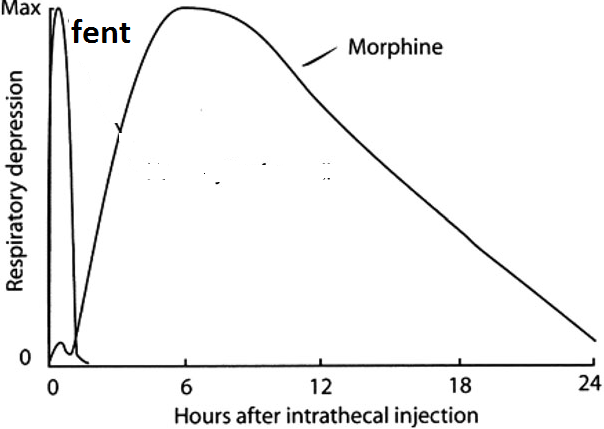 Max
fent
Morphine
Respiratory depression
0
0 6 12 18 24
Hours after intrathecal injection